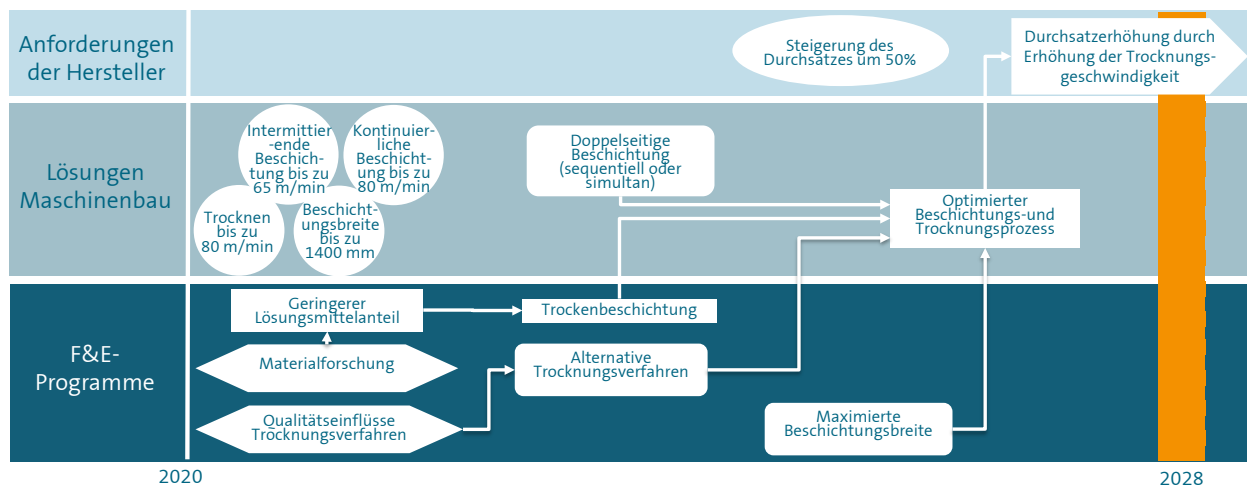 Anforderungen
der Hersteller
Steigerung des
Durchsatzes um 50%
Durchsatzerhöhung durch
Erhöhung der Trocknungs-
geschwindigkeit
Lösungen
Maschinenbau
Intermittier
-ende
Beschich-
tung bis zu
65 m/min
Kontinuier-
liche
Beschicht-
ung bis zu
80 m/min
Trocknen
bis zu
80 m/min
Beschicht-
ungsbreite
bis zu
1400 mm
Doppelseitige
Beschichtung
(sequentiell oder
simultan)
Optimierter
Beschichtungs-und
Trocknungsprozess
F&E-
Programme
Geringerer
Lösungsmittelanteil
Trockenbeschichtung
Materialforschung
Alternative
Trocknungsverfahren
Qualitätseinflüsse
Trocknungsverfahren
Maximierte
Beschichtungsbreite
2020
2028